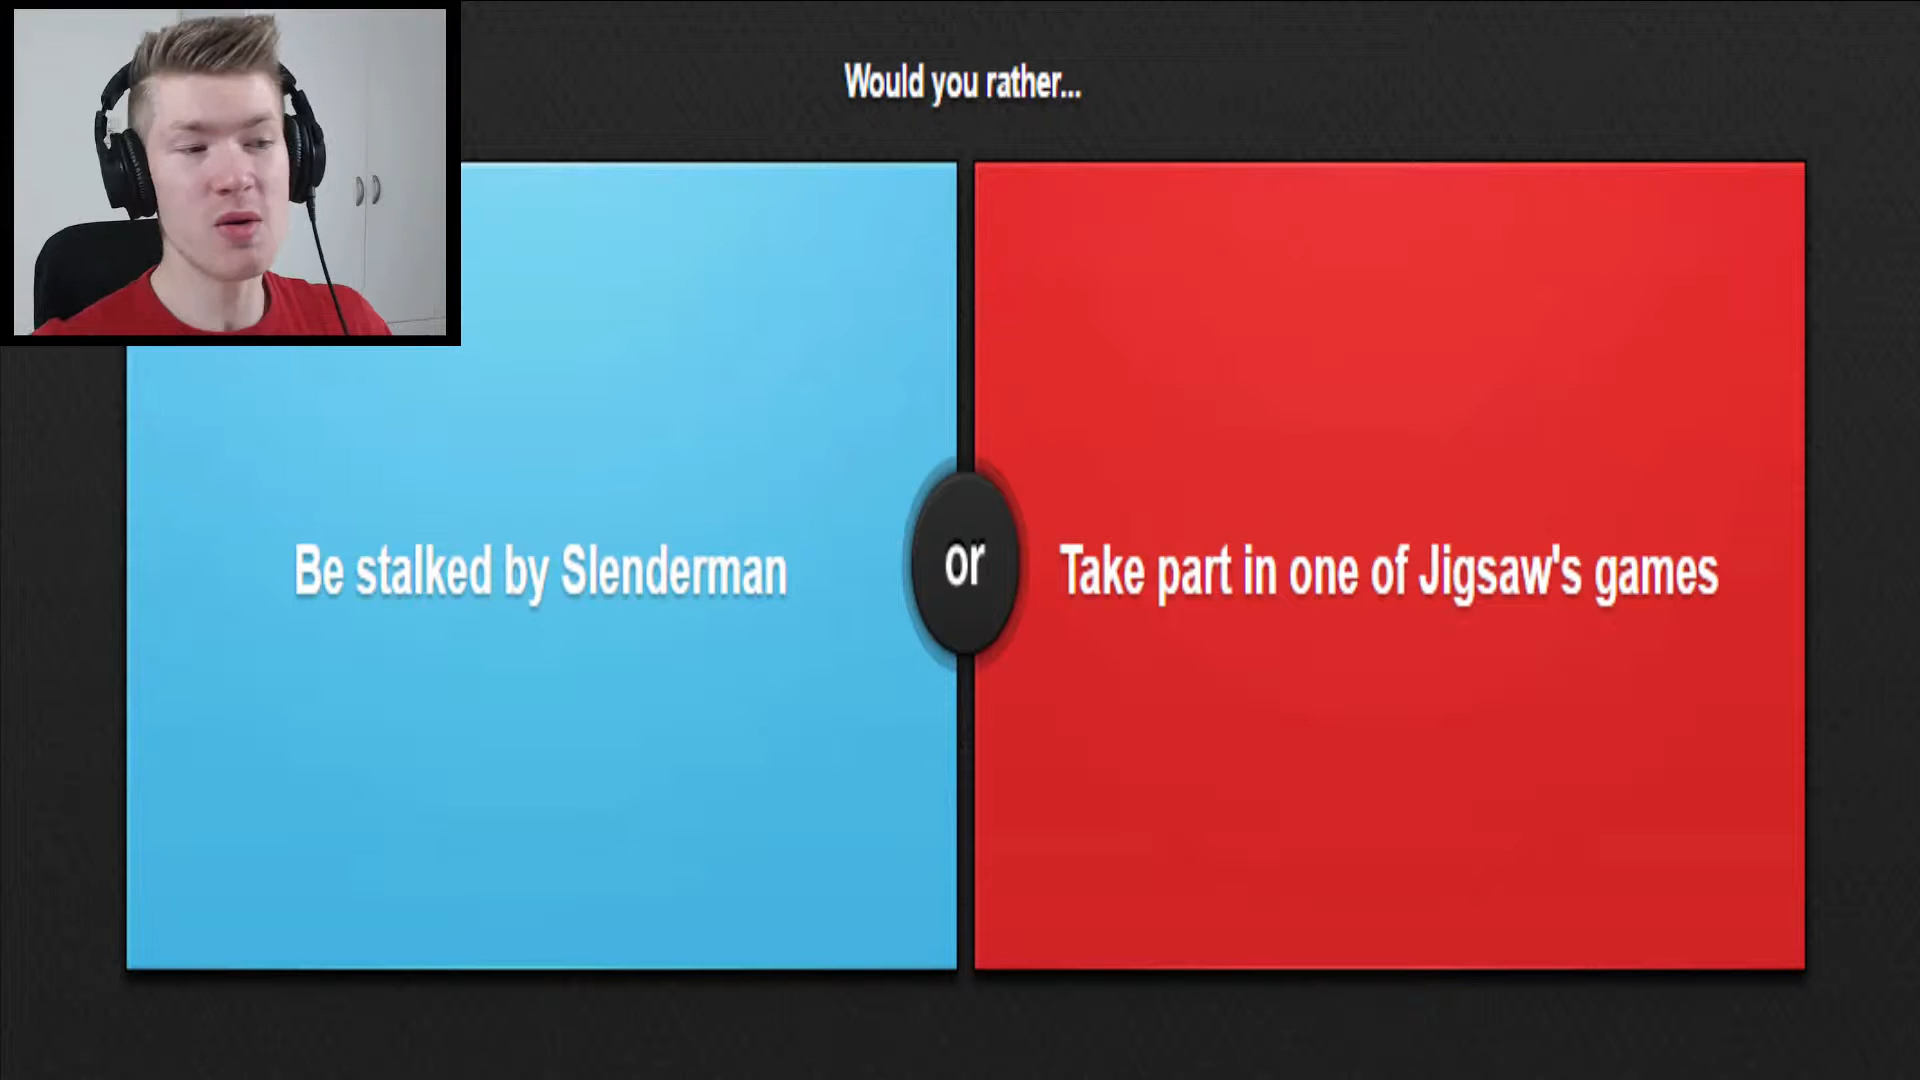 Would you rather...
Be stalked by Slenderman
or
Take part in one of Jigsaw's games